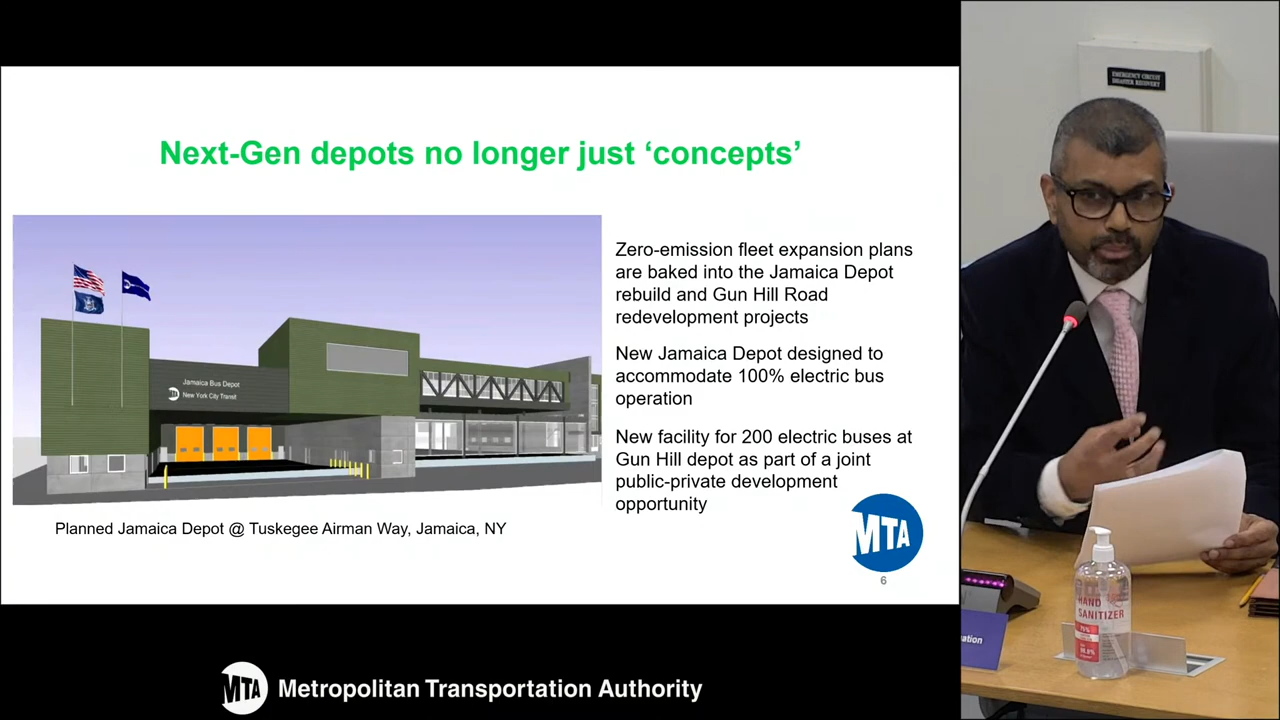 Next-Gen depots no longer just ‘concepts’
Jamaica Bus Depot
MTA New York City Transit
Zero-emission fleet expansion plans
are baked into the Jamaica Depot
rebuild and Gun Hill Road
redevelopment projects
New Jamaica Depot designed to
accommodate 100% electric bus
operation
New facility for 200 electric buses at
Gun Hill depot as part of a joint
public-private development
opportunity
Planned Jamaica Depot @ Tuskegee Airman Way, Jamaica, NY
MTA
6
MTA Metropolitan Transportation Authority
EMERGENCY CIRCUIT
DISASTER RECOVERY
HAND
SANITIZER
75%